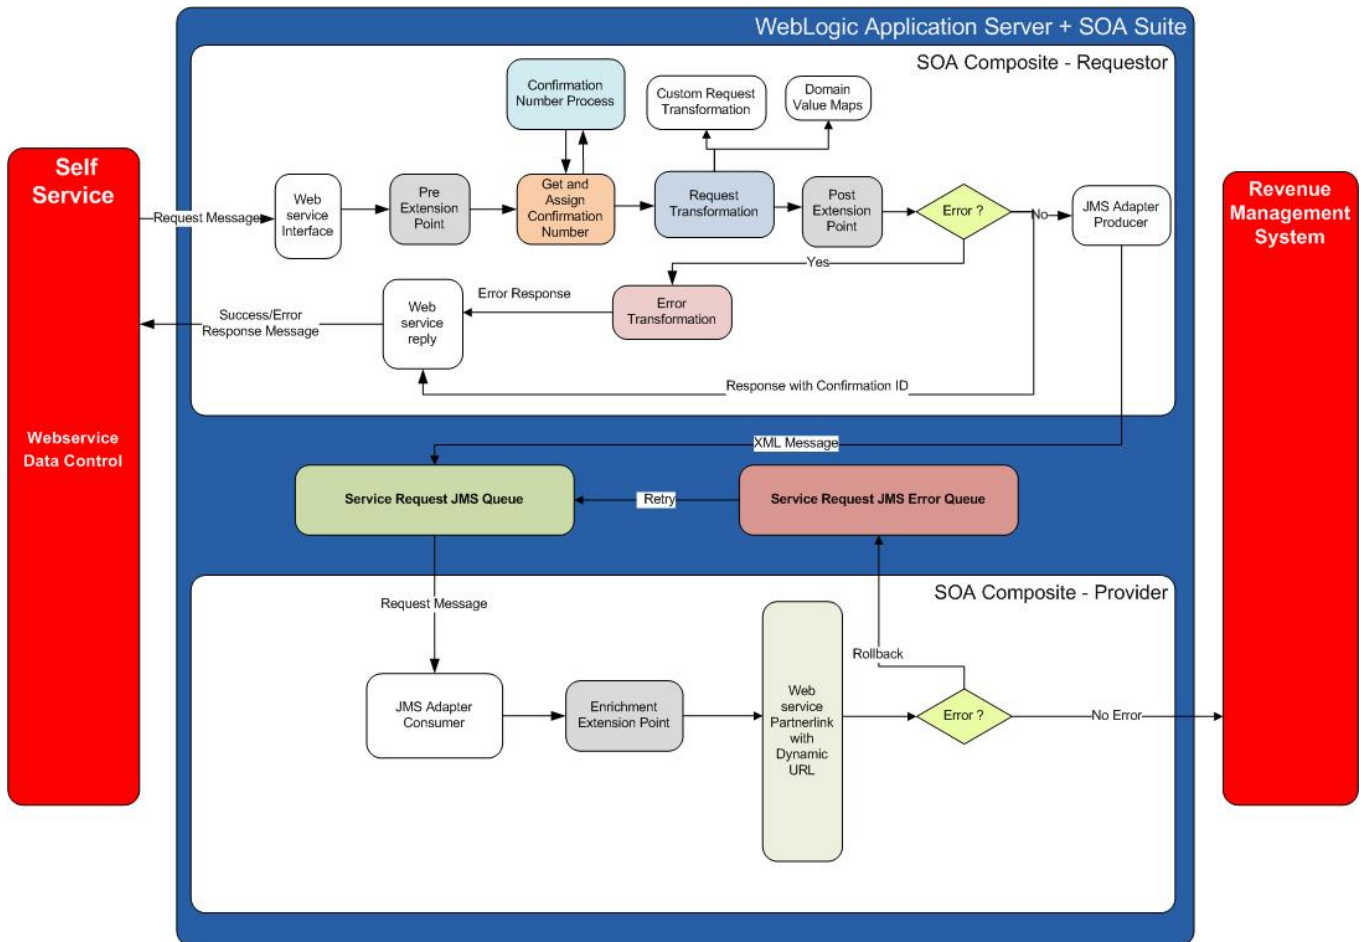 WebLogic Application Server + SOA Suite
SOA Composite - Requestor
Self
Service
Webservice
Data Control
Request Message
Web
service
Interface
Pre
Extension
Point
Confirmation
Number Process
Get and
Assign
Confirmation
Number
Custom Request
Transformation
Domain
Value Maps
Request
Transformation
Post
Extension
Point
Error ?
No
JMS Adapter
Producer
Yes
Error
Transformation
Error Response
Web
service
reply
Success/Error
Response Message
Response with Confirmation ID
Revenue
Management
System
XML Message
Service Request JMS Queue
Retry
Service Request JMS Error Queue
SOA Composite - Provider
Request Message
JMS Adapter
Consumer
Enrichment
Extension Point
Web
service
Partnerlink
with
Dynamic
URL
Rollback
Error ?
No Error